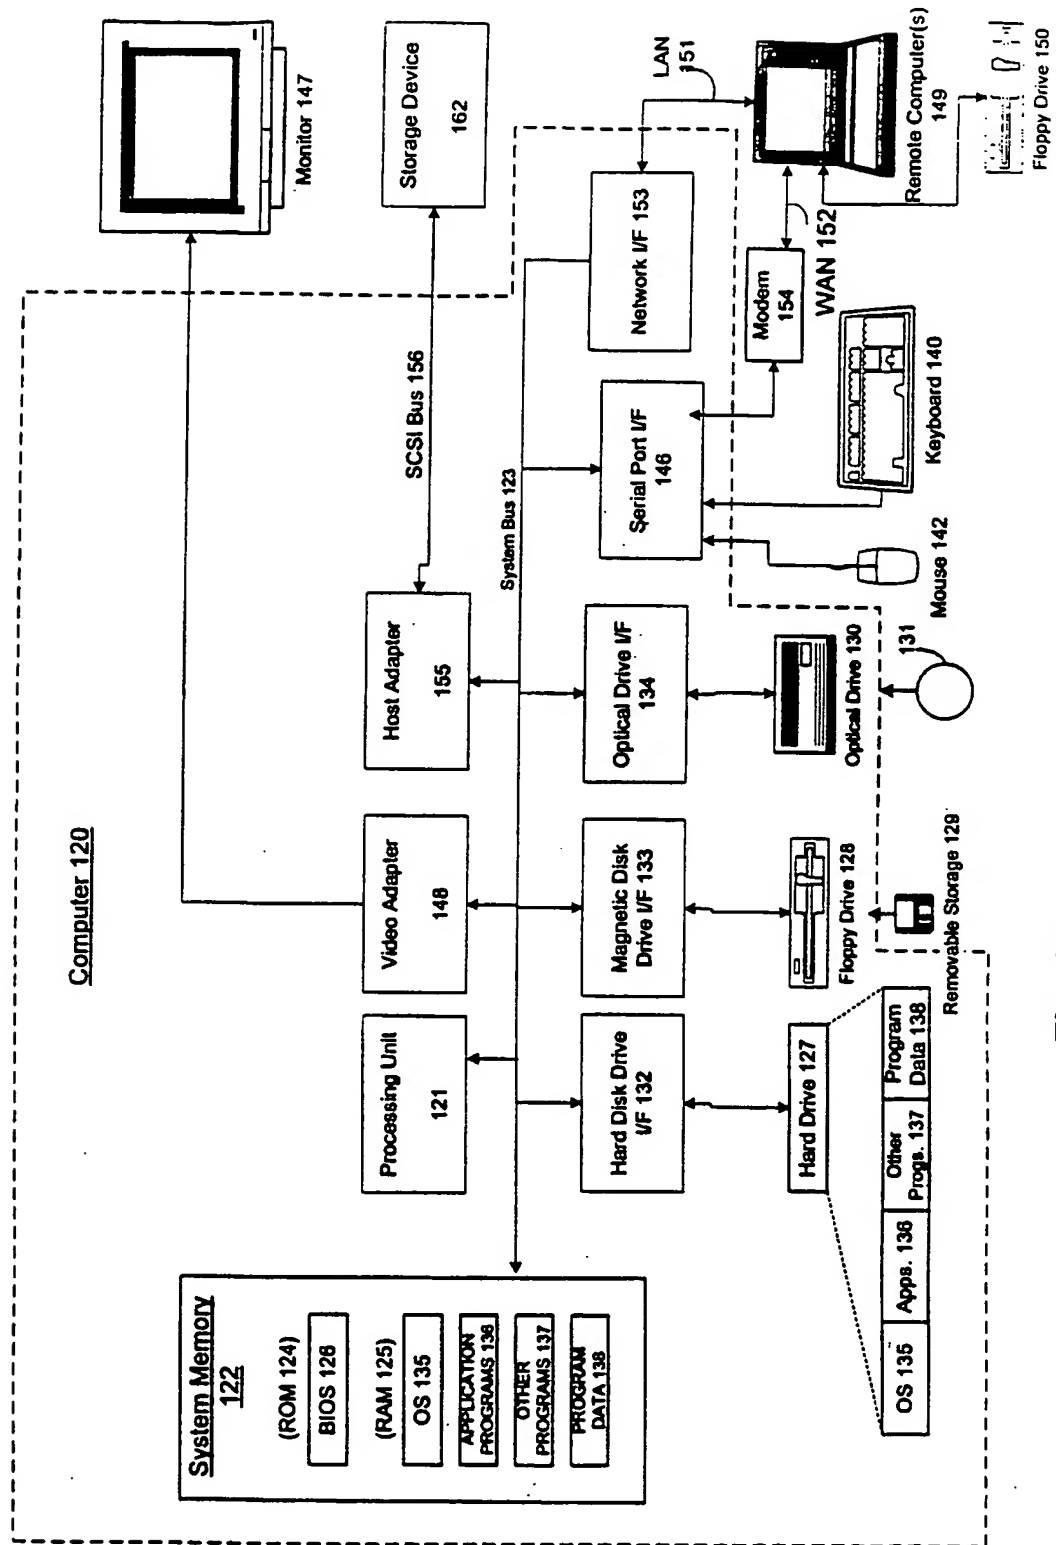 Computer 120
System Memory
122
(ROM 124)
BIOS 126
(RAM 125)
OS 135
APPLICATION
PROGRAMS 136
OTHER
PROGRAMS 137
PROGRAM
DATA 138
Processing Unit
121
Video Adapter
148
Host Adapter
155
Monitor 147
SCSI Bus 156
Storage Device
162
System Bus 123
Hard Disk Drive
I/F 132
Magnetic Disk
Drive I/F 133
Optical Drive I/F
134
Serial Port I/F
146
Network I/F 153
LAN
151
Hard Drive 127
Floppy Drive 128
Optical Drive 130
Modem
154
WAN 152
Remote Computer(s)
149
OS 135
Apps. 136
Other
Progs. 137
Program
Data 138
Removable Storage 129
131
Mouse 142
Keyboard 140
Floppy Drive 150